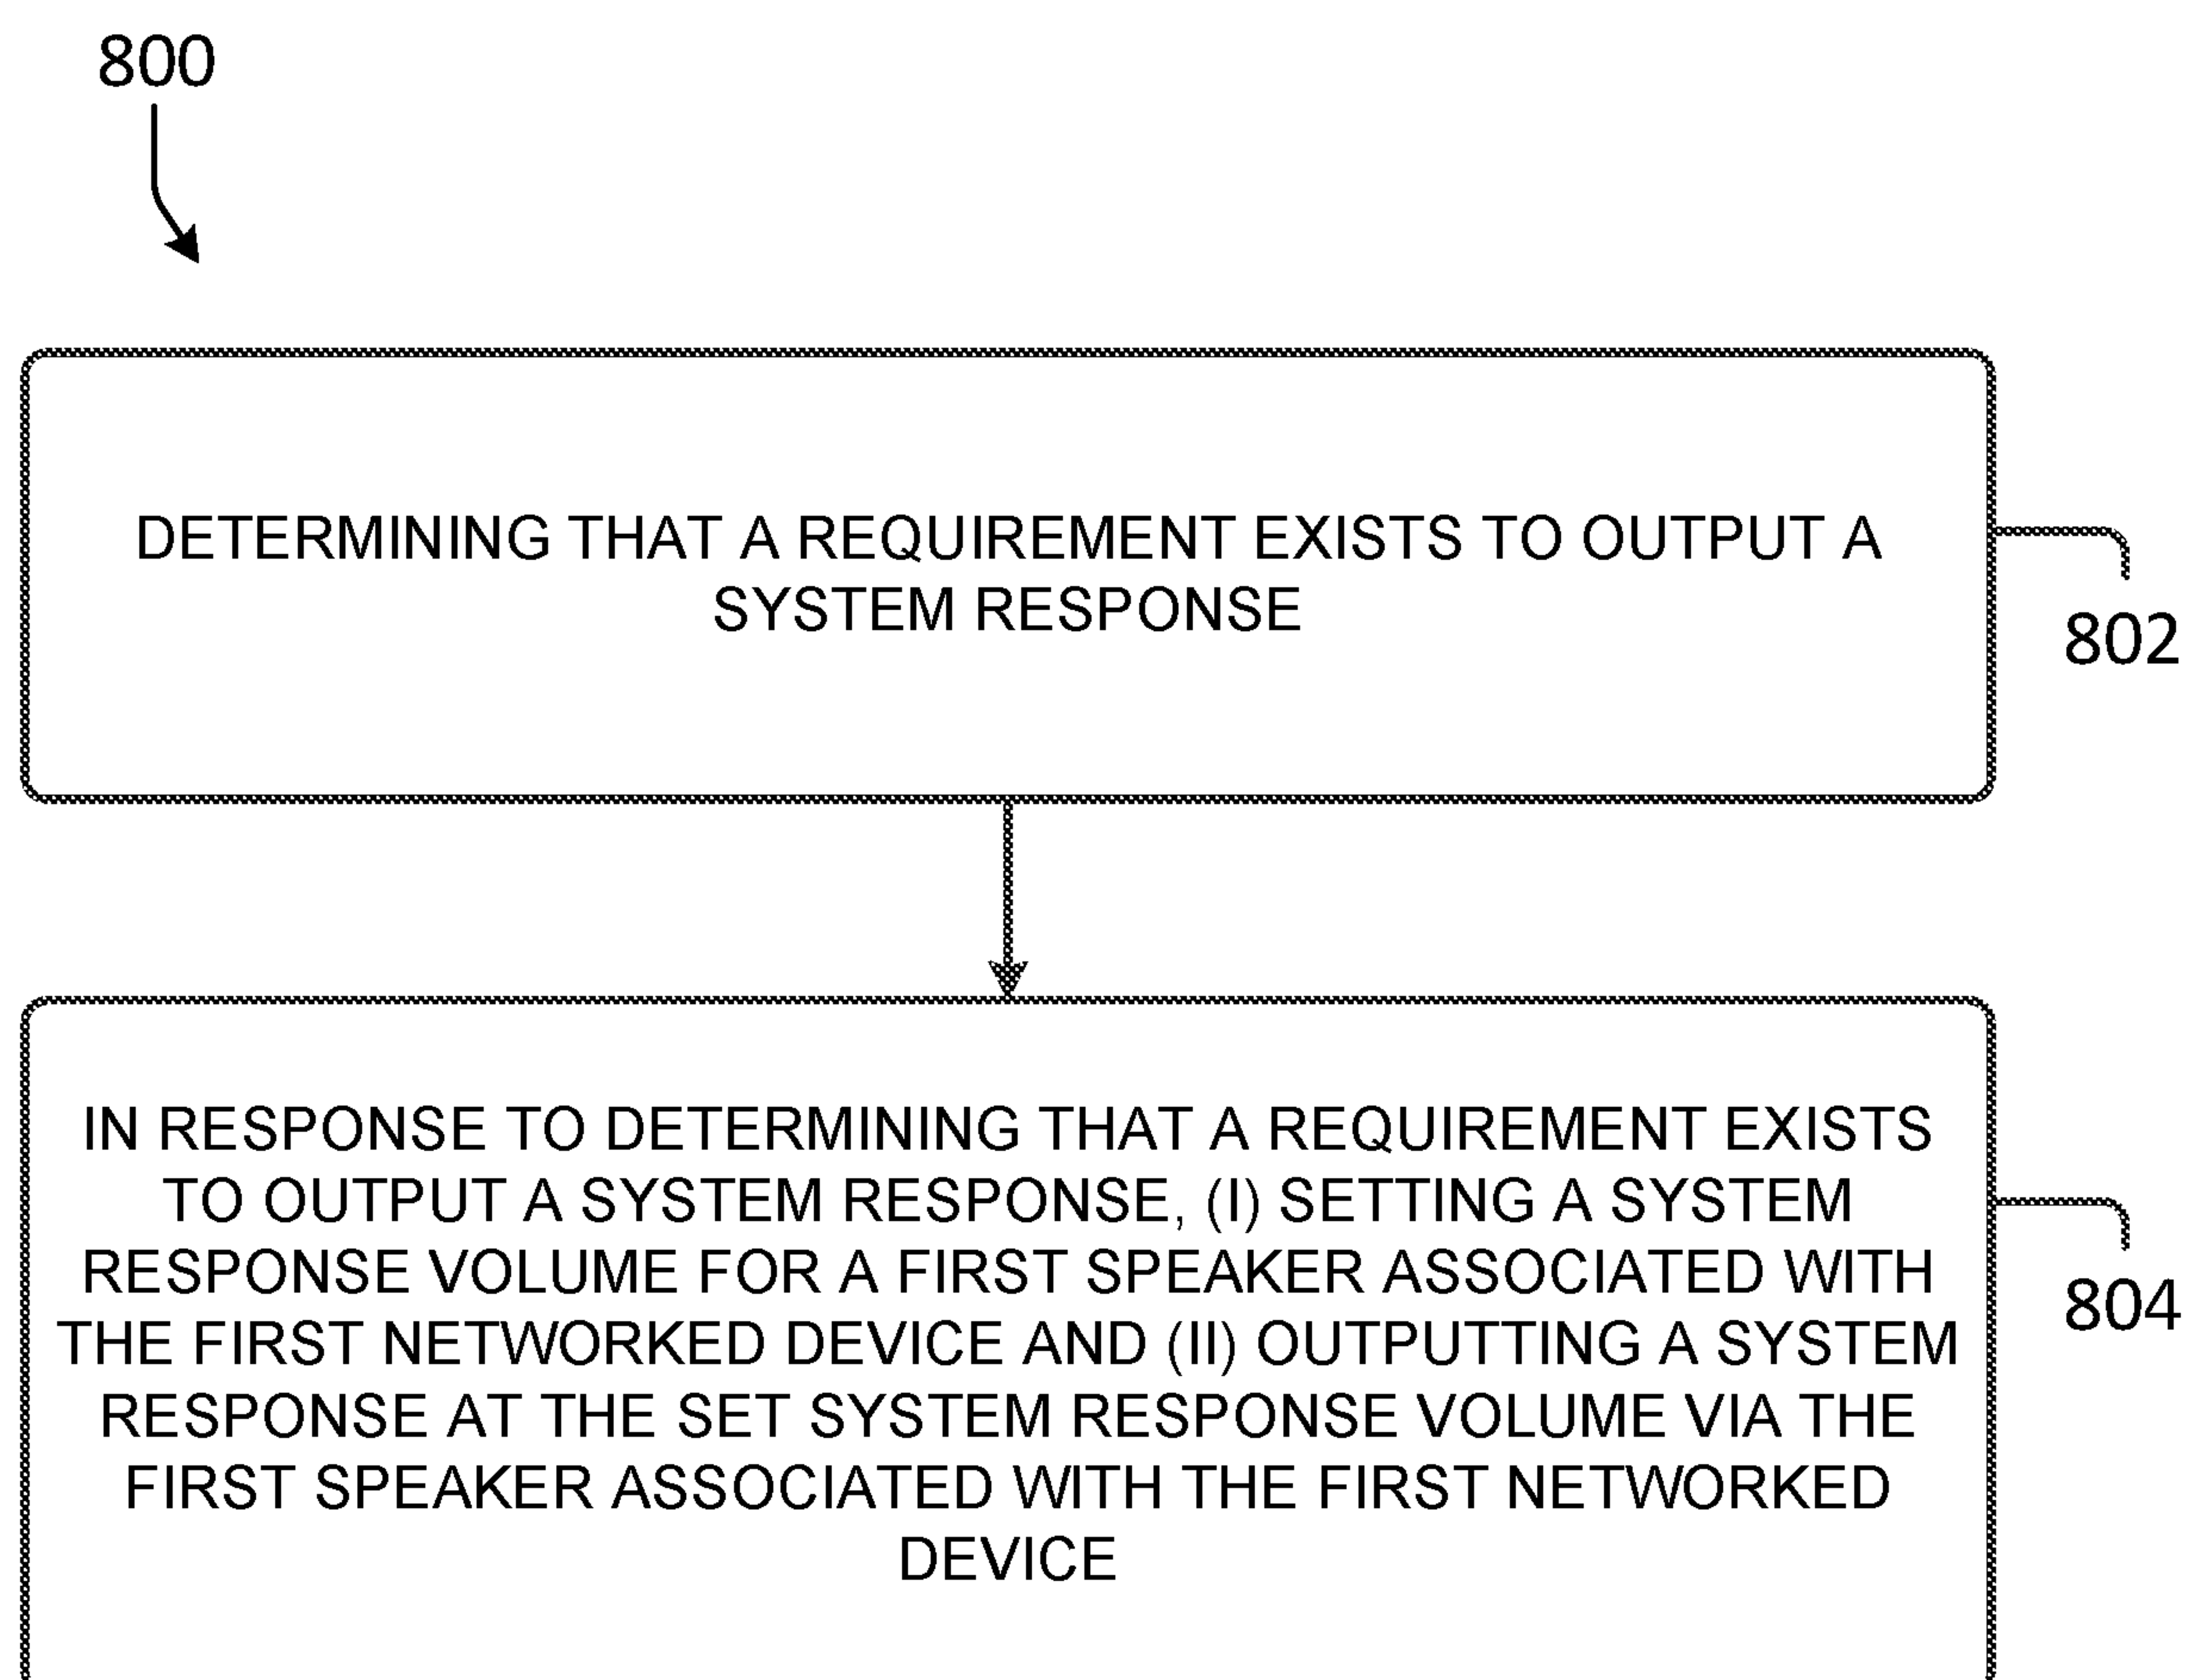 800
DETERMINING THAT A REQUIREMENT EXISTS TO OUTPUT A
SYSTEM RESPONSE
802
IN RESPONSE TO DETERMINING THAT A REQUIREMENT EXISTS
TO OUTPUT A SYSTEM RESPONSE, (I) SETTING A SYSTEM
RESPONSE VOLUME FOR A FIRST SPEAKER ASSOCIATED WITH
THE FIRST NETWORKED DEVICE AND (II) OUTPUTTING A SYSTEM
RESPONSE AT THE SET SYSTEM RESPONSE VOLUME VIA THE
FIRST SPEAKER ASSOCIATED WITH THE FIRST NETWORKED
DEVICE
804